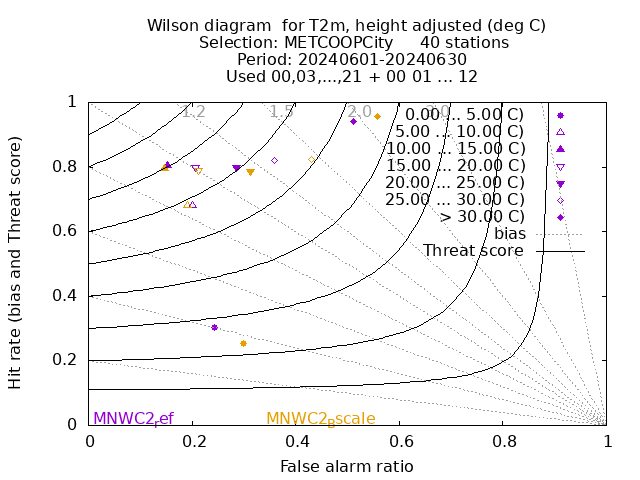 Wilson diagram for T2m, height adjusted (deg C)
Selection: METCOOPCity 40 stations
Period: 20240601-20240630
Used 00,03,...,21 + 00 01 ... 12
1.2 1.5 2.0 3.0
0.00 ... 5.00 C)
5.00 ... 10.00 C)
10.00 ... 15.00 C)
15.00 ... 20.00 C)
20.00 ... 25.00 C)
25.00 ... 30.00 C)
> 30.00 C)
bias
Threat score
Hit rate (bias and Threat score)
1
0.8
0.6
0.4
0.2
0
MNWC2ref MNWC2Bscale
0 0.2 0.4 0.6 0.8 1
False alarm ratio